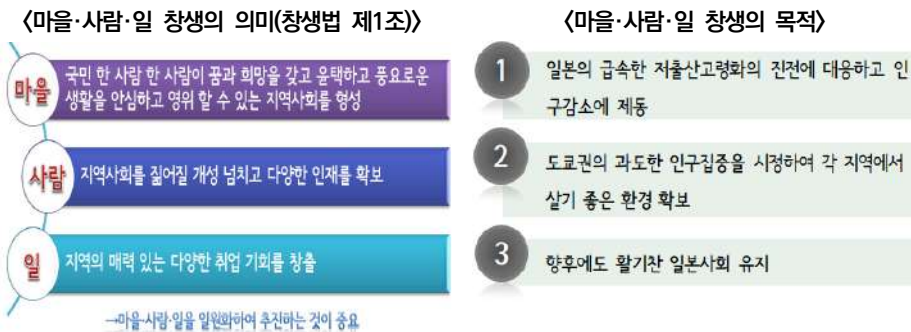 〈마을·사람·일 창생의 의미(창생법 제1조)〉
마을
국민 한 사람 한 사람이 꿈과 희망을 갖고 윤택하고 풍요로운
생활을 안심하고 영위 할 수 있는 지역사회를 형성
사람
지역사회를 짊어질 개성 넘치고 다양한 인재를 확보
일
지역의 매력 있는 다양한 취업 기회를 창출
→마을·사람·일을 일원화하여 추진하는 것이 중요
〈마을·사람·일 창생의 목적〉
1
일본의 급속한 저출산고령화의 진전에 대응하고 인
구감소에 제동
2
도쿄권의 과도한 인구집중을 시정하여 각 지역에서
살기 좋은 환경 확보
3
향후에도 활기찬 일본사회 유지